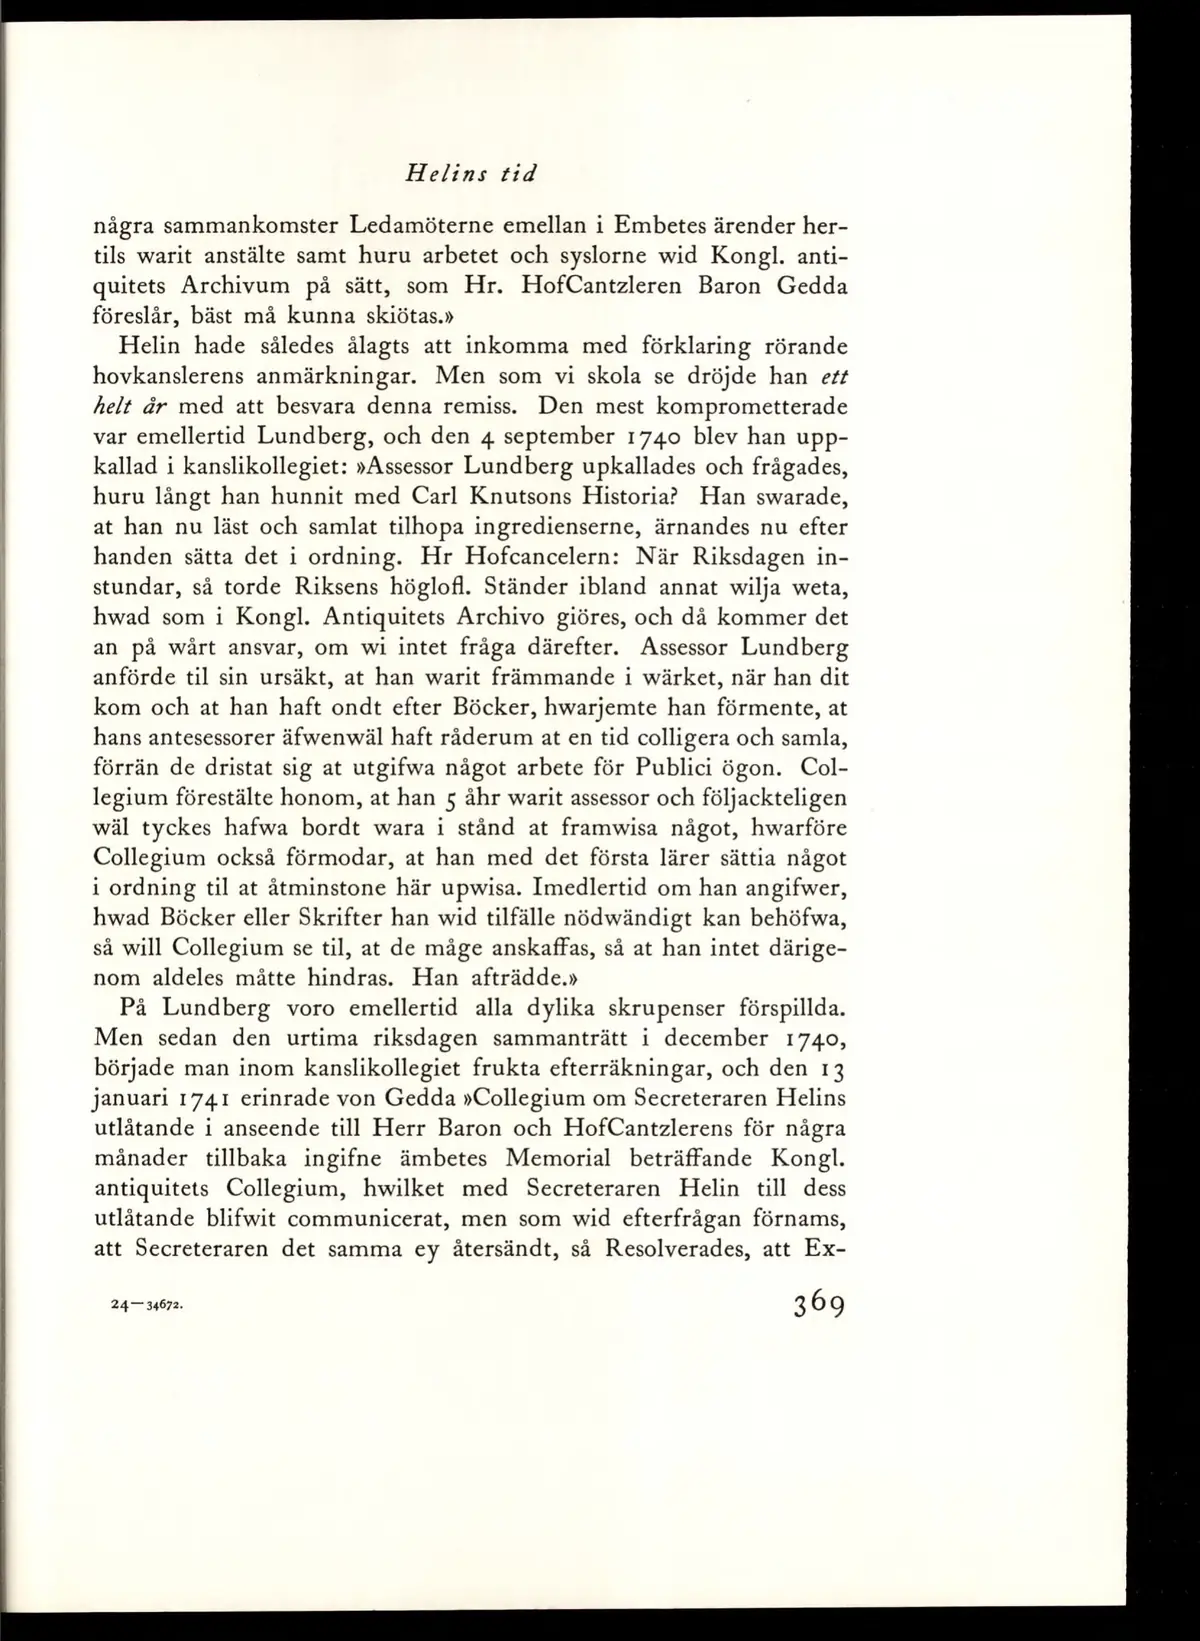 Helins tid
några sammankomster Ledamöterne emellan i Embetes ärender her-
tils warit anstälte samt huru arbetet och syslorne wid Kongl. anti-
quitets Archivum på sätt, som Hr. HofCantzleren Baron Gedda
föreslår, bäst må kunna skiötas.»
Helin hade således ålagts att inkomma med förklaring rörande
hovkanslerens anmärkningar. Men som vi skola se dröjde han ett
helt år med att besvara denna remiss. Den mest komprometterade
var emellertid Lundberg, och den 4 september 1740 blev han upp-
kallad i kanslikollegiet: »Assessor Lundberg upkallades och frågades,
huru långt han hunnit med Carl Knutsons Historia? Han swarade,
at han nu läst och samlat tilhopa ingredienserne, ärnandes nu efter
handen sätta det i ordning. Hr Hofcancelern: När Riksdagen in-
stundar, så torde Riksens höglofl. Ständer ibland annat wilja weta,
hwad som i Kongl. Antiquitets Archivo giöres, och då kommer det
an på wårt ansvar, om wi intet fråga därefter. Assessor Lundberg
anförde til sin ursäkt, at han warit främmande i wärket, när han dit
kom och at han haft ondt efter Böcker, hwarjemte han förmente, at
hans antesessorer äfwenwäl haft råderum at en tid colligera och samla,
förrän de dristat sig at utgifwa något arbete för Publici ögon. Col-
legium förestälte honom, at han 5 åhr warit assessor och följackteligen
wäl tyckes hafwa bordt wara i stånd at framwisa något, hwarföre
Collegium också förmodar, at han med det första lärer sättia något
i ordning til at åtminstone här upwisa. Imedlertid om han angifwer,
hwad Böcker eller Skrifter han wid tilfälle nödwändigt kan behöfwa,
så will Collegium se til, at de måge anskaffas, så at han intet därige-
nom aldeles måtte hindras. Han afträdde.»
På Lundberg voro emellertid alla dylika skrupenser förspillda.
Men sedan den urtima riksdagen sammanträtt i december 1740,
började man inom kanslikollegiet frukta efterräkningar, och den 13
januari 1741 erinrade von Gedda »Collegium om Secreteraren Helins
utlåtande i anseende till Herr Baron och HofCantzlerens för några
månader tillbaka ingifne ämbetes Memorial beträffande Kongl.
antiquitets Collegium, hwilket med Secreteraren Helin till dess
utlåtande blifwit communicerat, men som wid efterfrågan förnams,
att Secreteraren det samma ey återsändt, så Resolverades, att Ex-
24—34672.
369